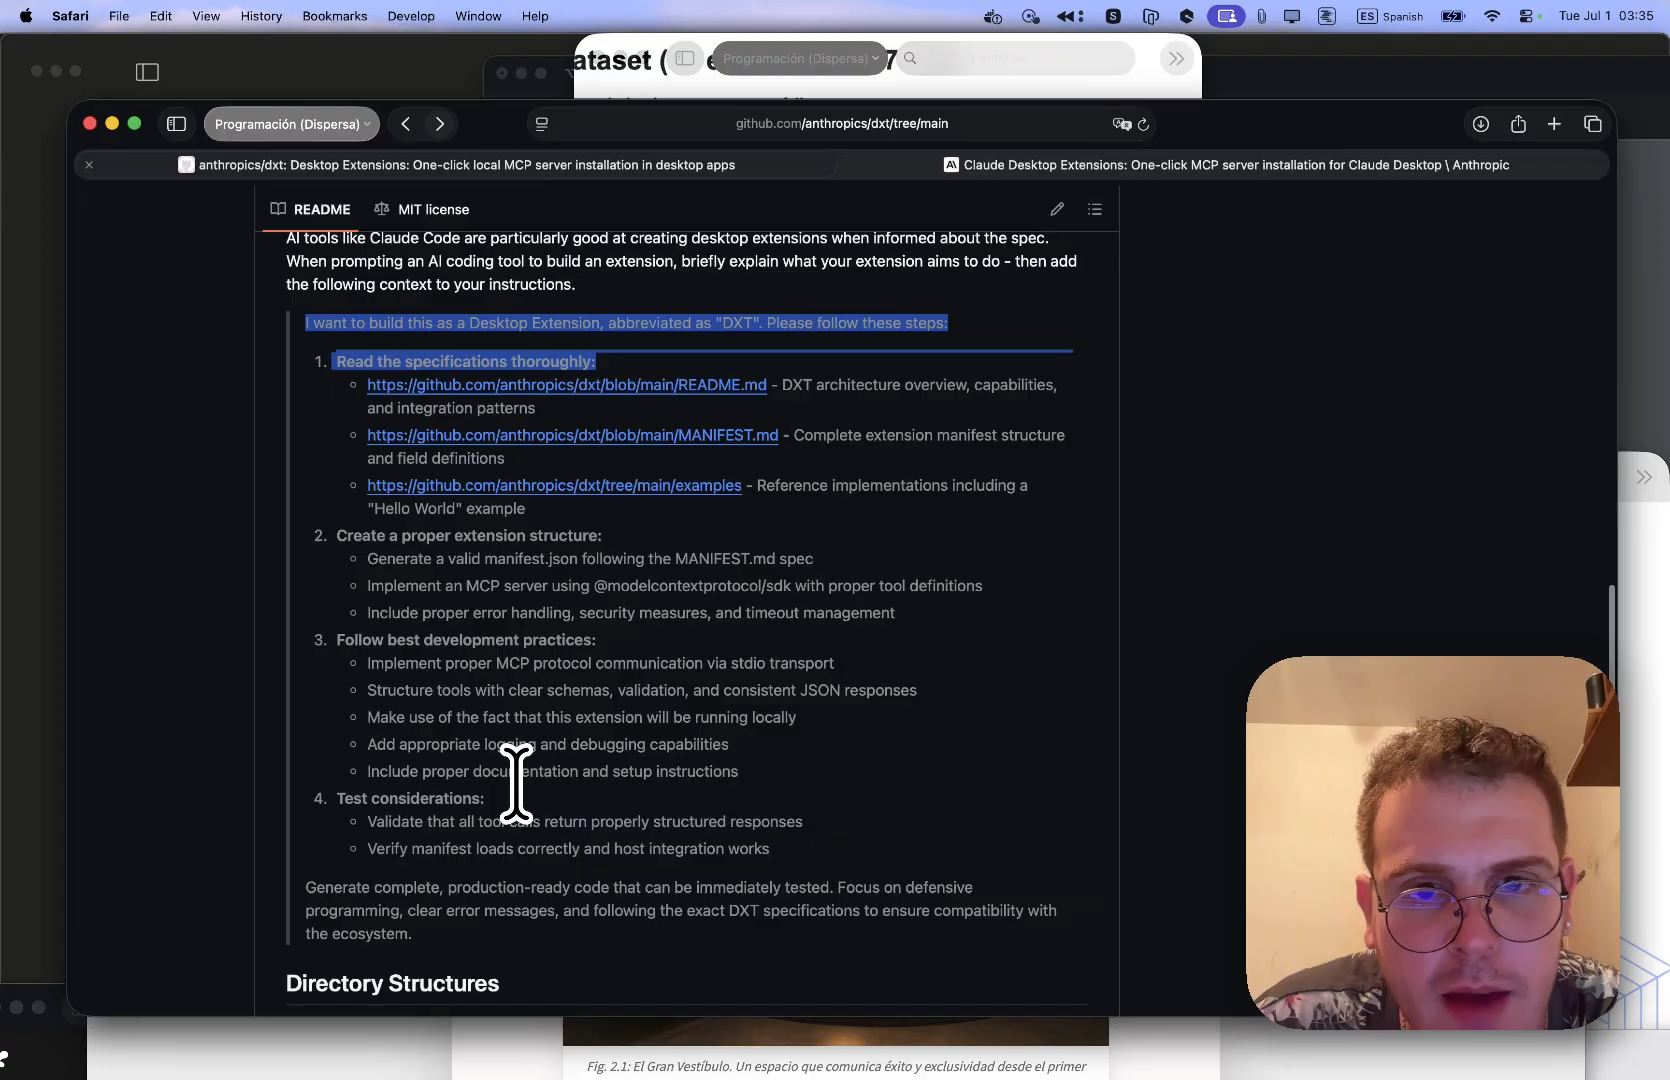 Safari File Edit View History Bookmarks Develop Window Help
ES Spanish Tue Jul 1 03:35
ataset (
Programación (Dispersa)
Programación (Dispersa)
github.com/anthropics/dxt/tree/main
anthropics/dxt: Desktop Extensions: One-click local MCP server installation in desktop apps
Claude Desktop Extensions: One-click MCP server installation for Claude Desktop \ Anthropic
README MIT license
AI tools like Claude Code are particularly good at creating desktop extensions when informed about the spec.
When prompting an AI coding tool to build an extension, briefly explain what your extension aims to do - then add
the following context to your instructions.
I want to build this as a Desktop Extension, abbreviated as "DXT". Please follow these steps:
1. Read the specifications thoroughly:
https://github.com/anthropics/dxt/blob/main/README.md - DXT architecture overview, capabilities,
and integration patterns
https://github.com/anthropics/dxt/blob/main/MANIFEST.md - Complete extension manifest structure
and field definitions
https://github.com/anthropics/dxt/tree/main/examples - Reference implementations including a
"Hello World" example
2. Create a proper extension structure:
Generate a valid manifest.json following the MANIFEST.md spec
Implement an MCP server using @modelcontextprotocol/sdk with proper tool definitions
Include proper error handling, security measures, and timeout management
3. Follow best development practices:
Implement proper MCP protocol communication via stdio transport
Structure tools with clear schemas, validation, and consistent JSON responses
Make use of the fact that this extension will be running locally
Add appropriate logging and debugging capabilities
Include proper documentation and setup instructions
4. Test considerations:
Validate that all tool calls return properly structured responses
Verify manifest loads correctly and host integration works
Generate complete, production-ready code that can be immediately tested. Focus on defensive
programming, clear error messages, and following the exact DXT specifications to ensure compatibility with
the ecosystem.
Directory Structures
Fig. 2.1: El Gran Vestíbulo. Un espacio que comunica éxito y exclusividad desde el primer